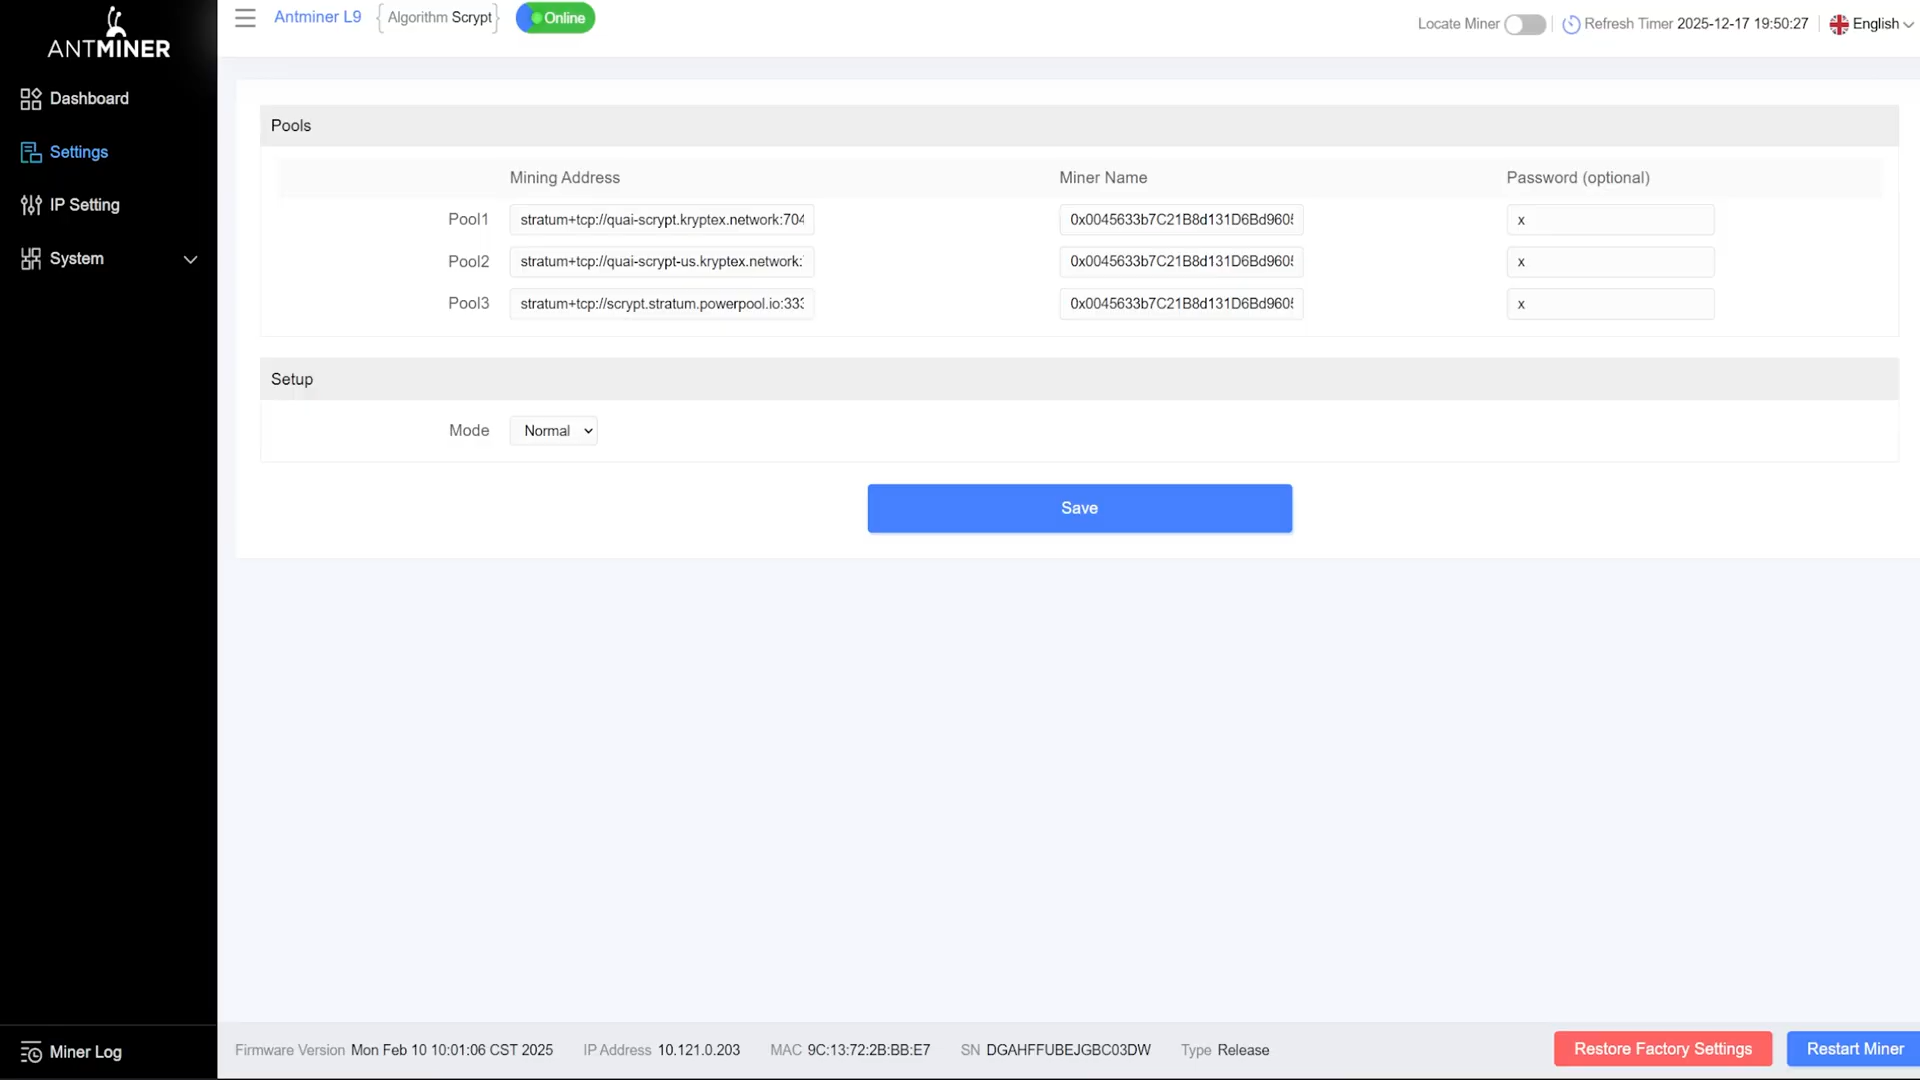 ANTMINER
Antminer L9
Algorithm Scrypt
Online
Locate Miner
Refresh Timer 2025-12-17 19:50:27
English
Dashboard
Settings
IP Setting
System
Pools
Mining Address Miner Name Password (optional)
Pool1 stratum+tcp://quai-scrypt.kryptex.network:704 0x0045633b7C21B8d131D6Bd960 x
Pool2 stratum+tcp://quai-scrypt-us.kryptex.network: 0x0045633b7C21B8d131D6Bd960 x
Pool3 stratum+tcp://scrypt.stratum.powerpool.io:333 0x0045633b7C21B8d131D6Bd960 x
Setup
Mode Normal
Save
Miner Log
Firmware Version Mon Feb 10 10:01:06 CST 2025 IP Address 10.121.0.203 MAC 9C:13:72:2B:BB:E7 SN DGAHFFUBEJGBC03DW Type Release
Restore Factory Settings
Restart Miner